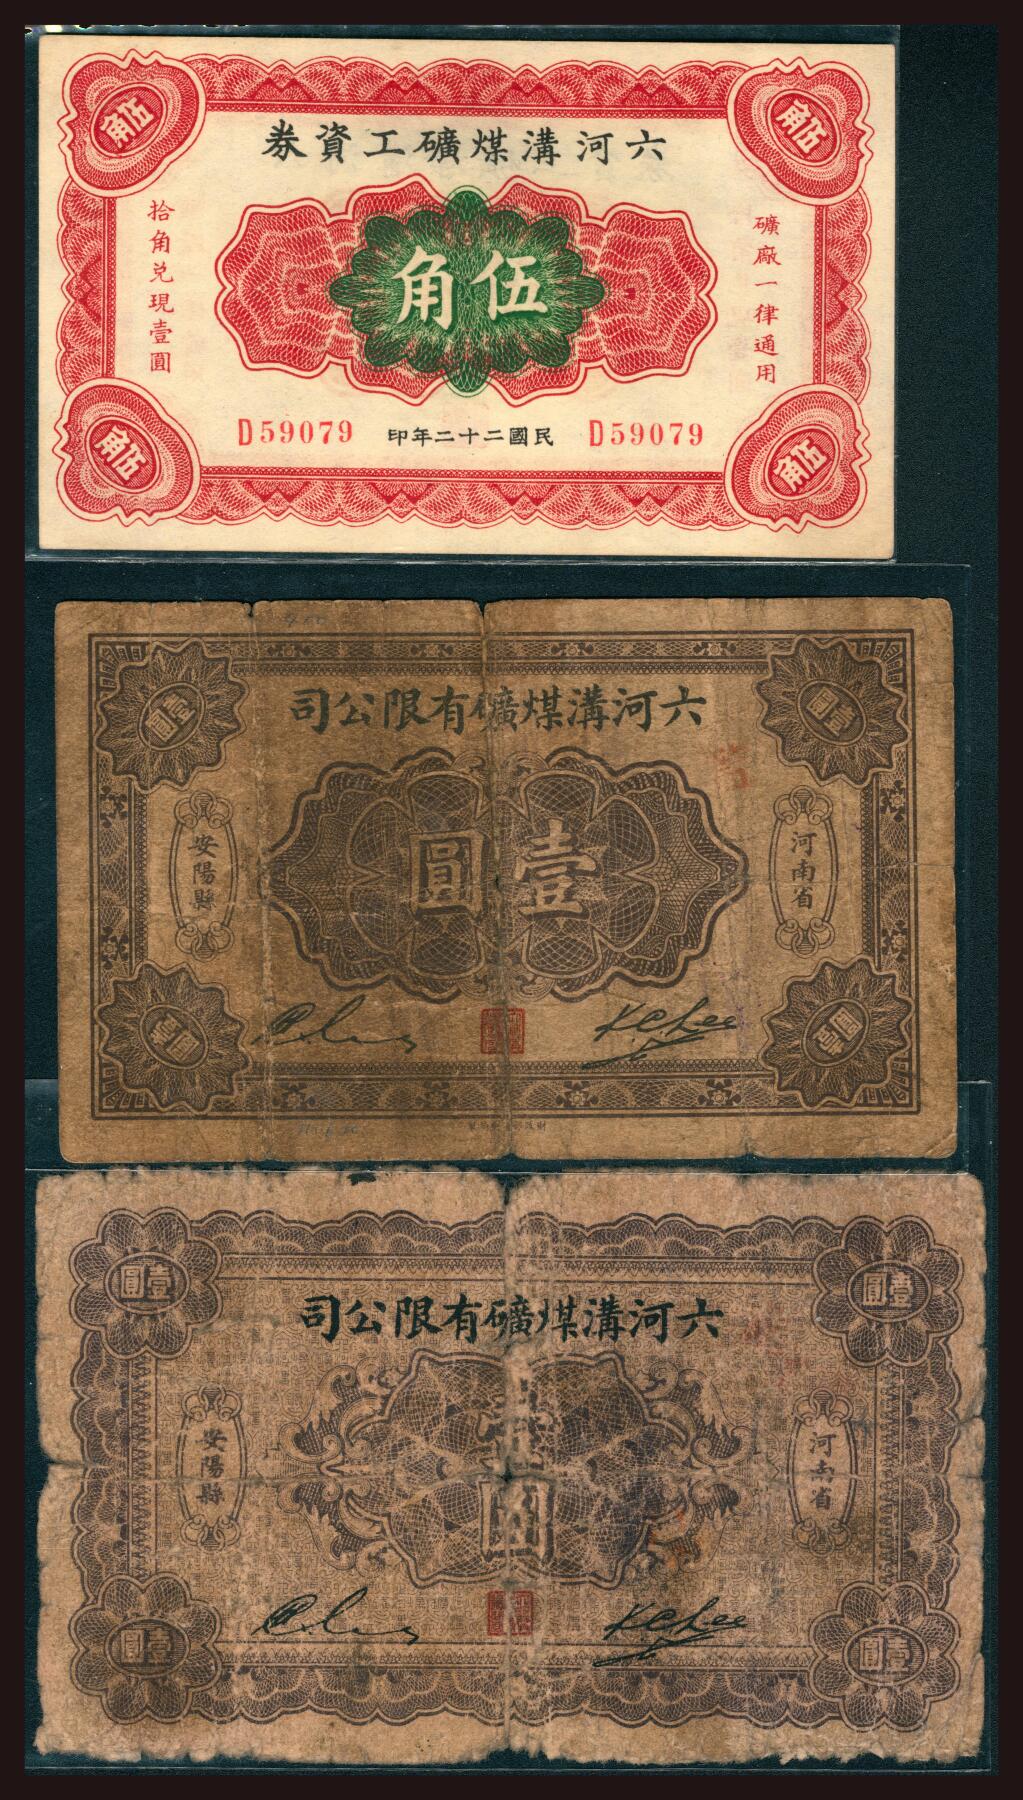 六河溝煤礦工資券
伍角
伍角
礦廠一律通用
伍角
拾角兌現壹圓
D59079
民國二十二年印
D59079
伍角
伍角
六河溝煤礦有限公司
壹圓
壹圓
河南省
壹圓
安陽縣
K.C. Lee
壹圓
壹圓
六河溝煤礦有限公司
壹圓
壹圓
河南省
壹圓
安陽縣
K.C. Lee
壹圓
壹圓